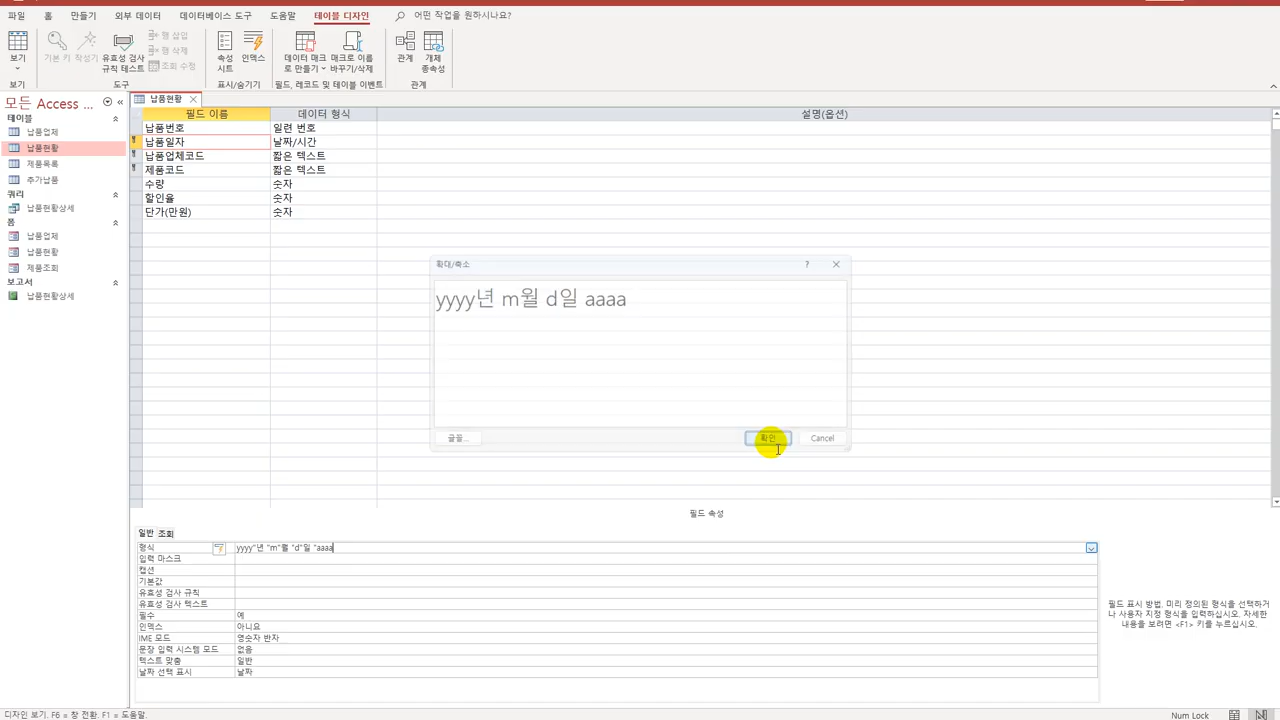 파일 홈 만들기 외부 데이터 데이터베이스 도구 도움말 테이블 디자인 어떤 작업을 원하시나요?
보기 기본 키 작성기 유효성 검사 규칙 테스트 행 삽입 행 삭제 조회 수정 속성 시트 인덱스 데이터 매크로 만들기 매크로 이름 바꾸기/삭제 관계 개체 종속성
보기 도구 표시/숨기기 필드, 레코드 및 테이블 이벤트 관계
모든 Access ...
테이블
납품업체
납품현황
제품목록
추가납품
쿼리
납품현황상세
폼
납품업체
납품현황
제품조회
보고서
납품현황상세
납품현황
필드 이름 데이터 형식 설명(옵션)
납품번호 일련 번호
납품일자 날짜/시간
납품업체코드 짧은 텍스트
제품코드 짧은 텍스트
수량 숫자
할인율 숫자
단가(만원) 숫자
확대/축소 ?
yyyy년 m월 d일 aaaa
글꼴... 확인 Cancel
필드 속성
일반 조회
형식 yyyy"년 "m"월 "d"일 "aaaa
입력 마스크
캡션
기본값
유효성 검사 규칙
유효성 검사 텍스트
필수 예
인덱스 아니요
IME 모드 영숫자 반자
문장 입력 시스템 모드 없음
텍스트 맞춤 일반
날짜 선택 표시 날짜
필드 표시 방법. 미리 정의된 형식을 선택하거
나 사용자 지정 형식을 입력하십시오. 자세한
내용을 보려면 <F1> 키를 누르십시오.
디자인 보기. F6 = 창 전환. F1 = 도움말. Num Lock